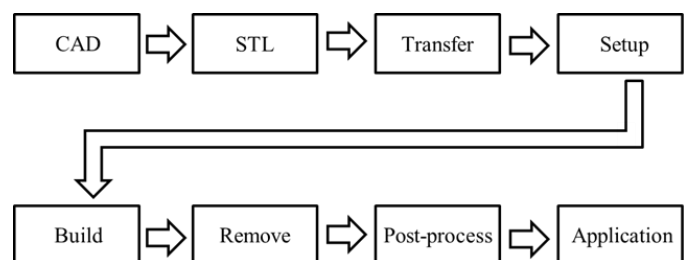 CAD
STL
Transfer
Setup
Build
Remove
Post-process
Application